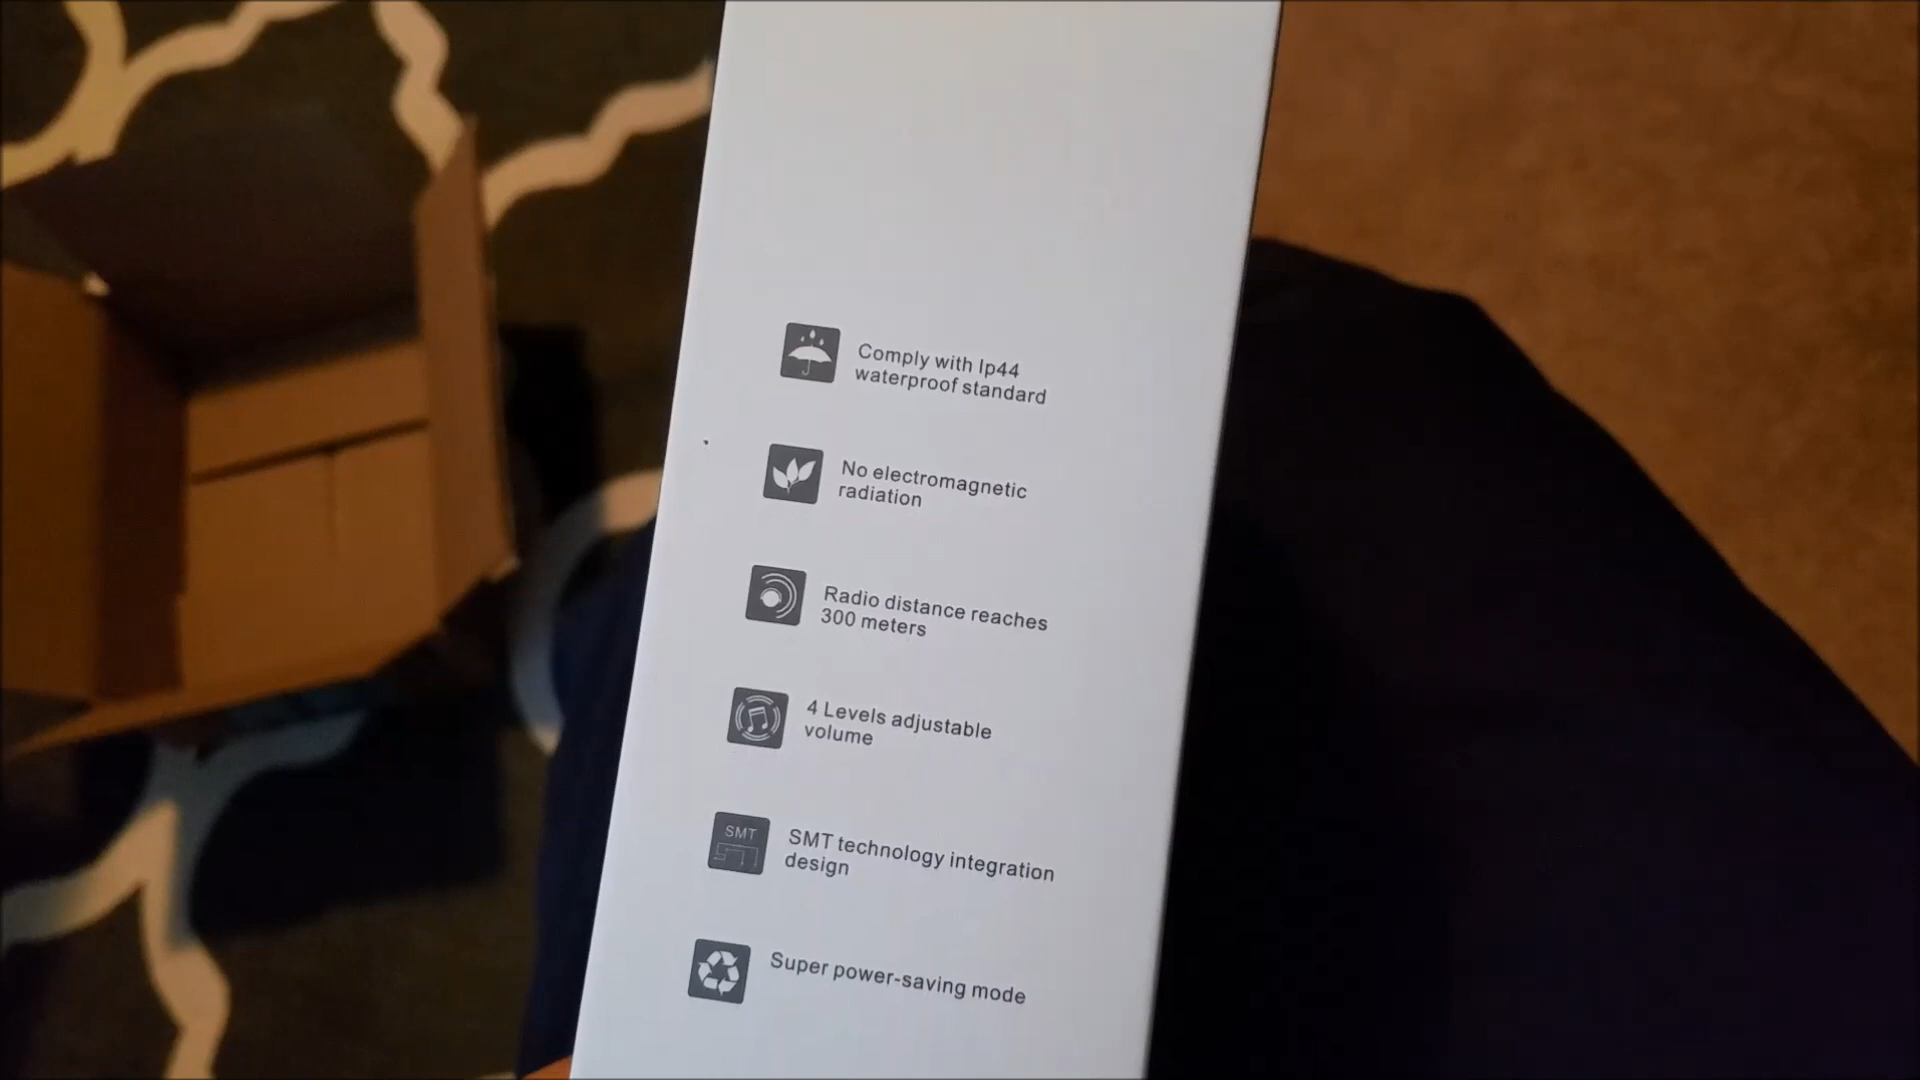 Comply with Ip44
waterproof standard
No electromagnetic
radiation
Radio distance reaches
300 meters
4 Levels adjustable
volume
SMT
SMT technology integration
design
Super power-saving mode